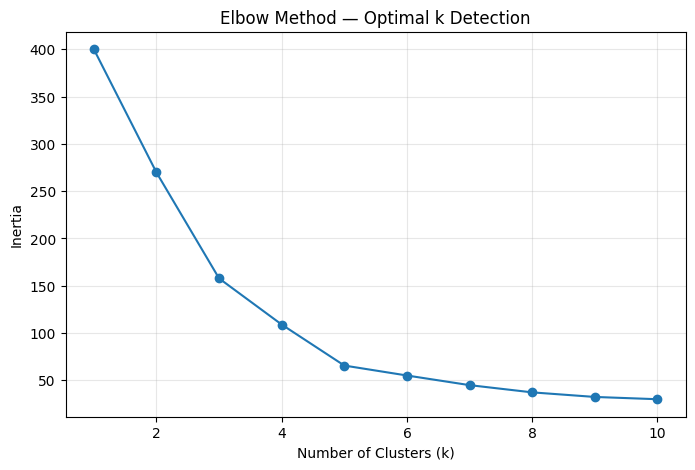 Elbow Method — Optimal k Detection
400
350
300
250
200
150
100
50
Inertia
2 4 6 8 10
Number of Clusters (k)